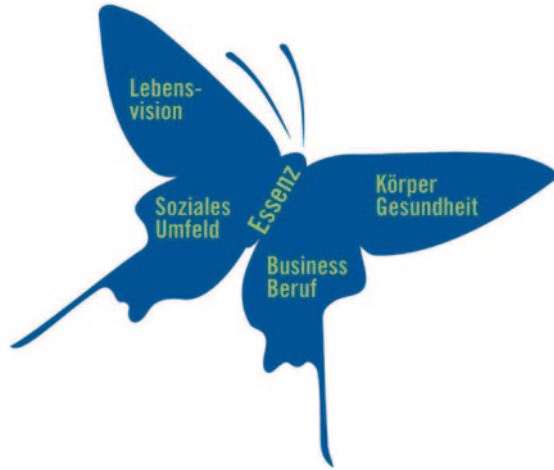 Lebens-
vision
Soziales
Umfeld
Essenz
Körper
Gesundheit
Business
Beruf